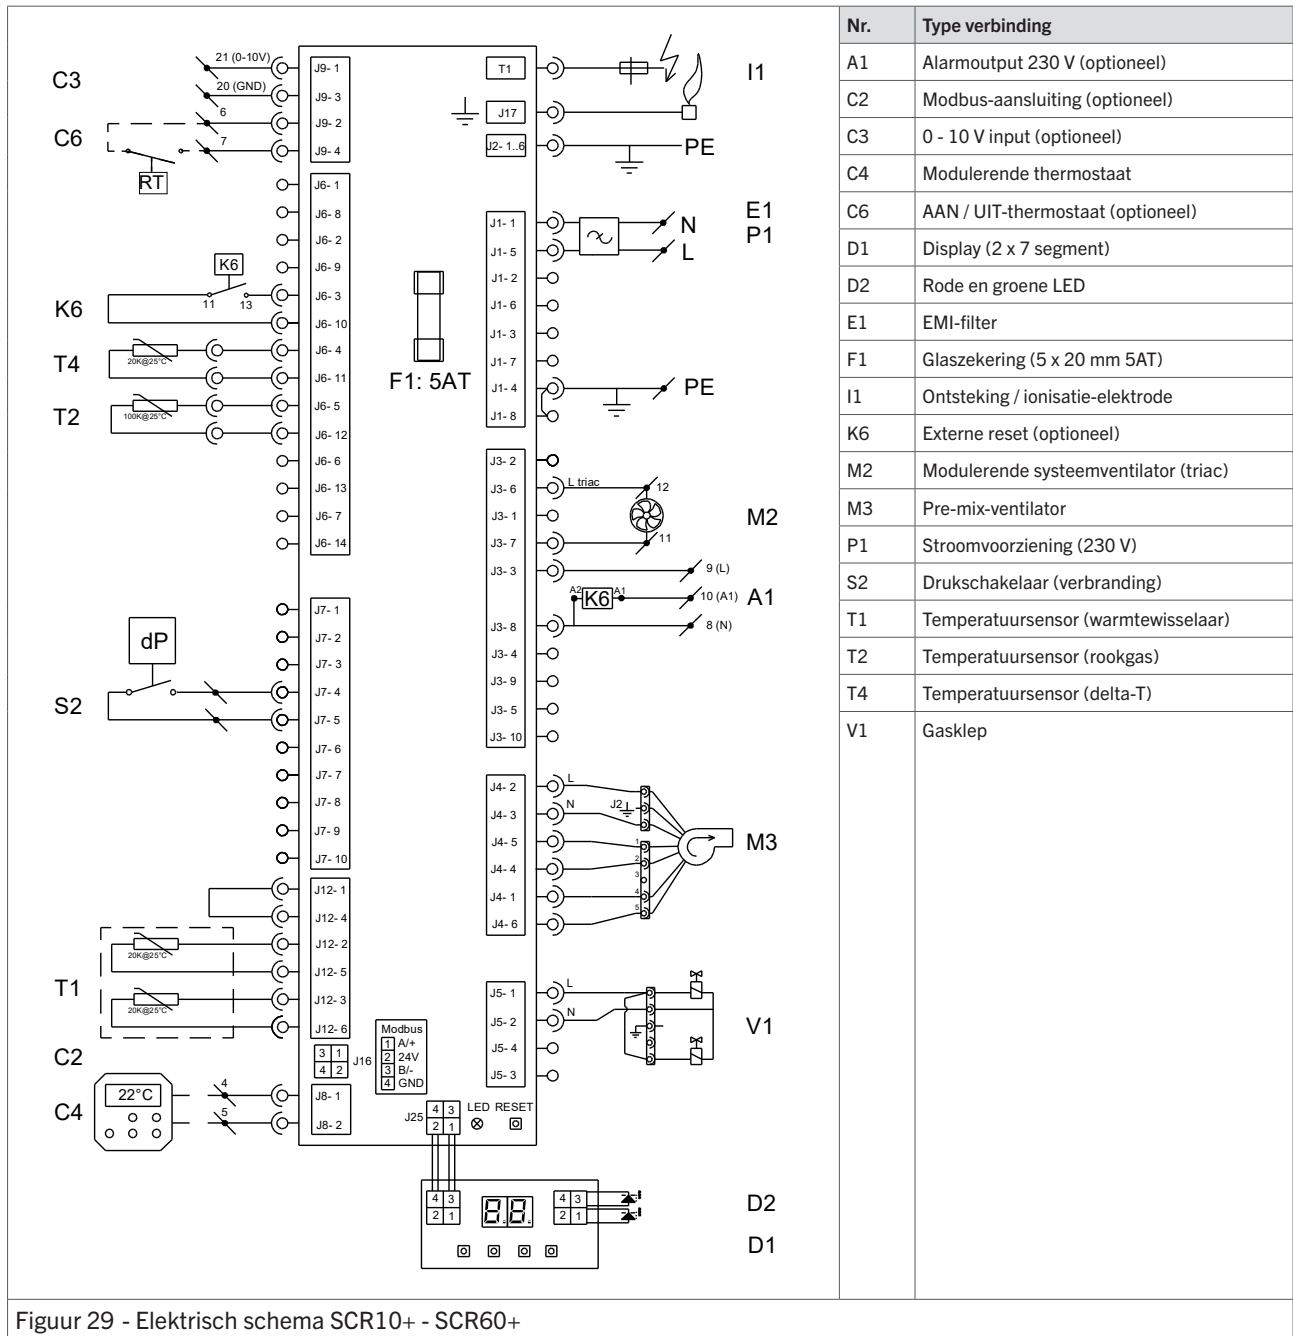 C3
21 (0-10V)
J9- 1
20 (GND)
J9- 3
C6
6
J9- 2
7
J9- 4
RT
J6- 1
J6- 8
J6- 2
J6- 9
K6
K6
11
13
J6- 3
J6- 10
T4
20K@25°C
J6- 4
J6- 11
T2
100K@25°C
J6- 5
J6- 12
J6- 6
J6- 13
J6- 7
J6- 14
J7- 1
J7- 2
J7- 3
dP
S2
J7- 4
J7- 5
J7- 6
J7- 7
J7- 8
J7- 9
J7- 10
J12- 1
J12- 4
T1
20K@25°C
J12- 2
J12- 5
20K@25°C
J12- 3
J12- 6
C2
3 1
4 2
J16
Modbus
1 A/+
2 24V
3 B/-
4 GND
C4
22°C
4
J8- 1
5
J8- 2
F1: 5AT
T1
I1
J17
J2- 1..6
PE
J1- 1
N
E1
P1
J1- 5
L
J1- 2
J1- 6
J1- 3
J1- 7
J1- 4
PE
J1- 8
J3- 2
J3- 6
L triac
12
M2
J3- 1
J3- 7
11
J3- 3
9 (L)
A2
K6
A1
10 (A1)
A1
J3- 8
8 (N)
J3- 4
J3- 9
J3- 5
J3- 10
J4- 2
L
J4- 3
N
J2
M3
J4- 5
1
J4- 4
2
3
J4- 1
4
J4- 6
5
J5- 1
L
J5- 2
N
V1
J5- 4
J5- 3
J25
4 3
2 1
LED
RESET
4 3
2 1
8.8.
4 3
2 1
D2
D1
Nr. Type verbinding
A1 Alarmoutput 230 V (optioneel)
C2 Modbus-aansluiting (optioneel)
C3 0 - 10 V input (optioneel)
C4 Modulerende thermostaat
C6 AAN / UIT-thermostaat (optioneel)
D1 Display (2 x 7 segment)
D2 Rode en groene LED
E1 EMI-filter
F1 Glaszekering (5 x 20 mm 5AT)
I1 Ontsteking / ionisatie-elektrode
K6 Externe reset (optioneel)
M2 Modulerende systeemventilator (triac)
M3 Pre-mix-ventilator
P1 Stroomvoorziening (230 V)
S2 Drukschakelaar (verbranding)
T1 Temperatuursensor (warmtewisselaar)
T2 Temperatuursensor (rookgas)
T4 Temperatuursensor (delta-T)
V1 Gasklep
Figuur 29 - Elektrisch schema SCR10+ - SCR60+